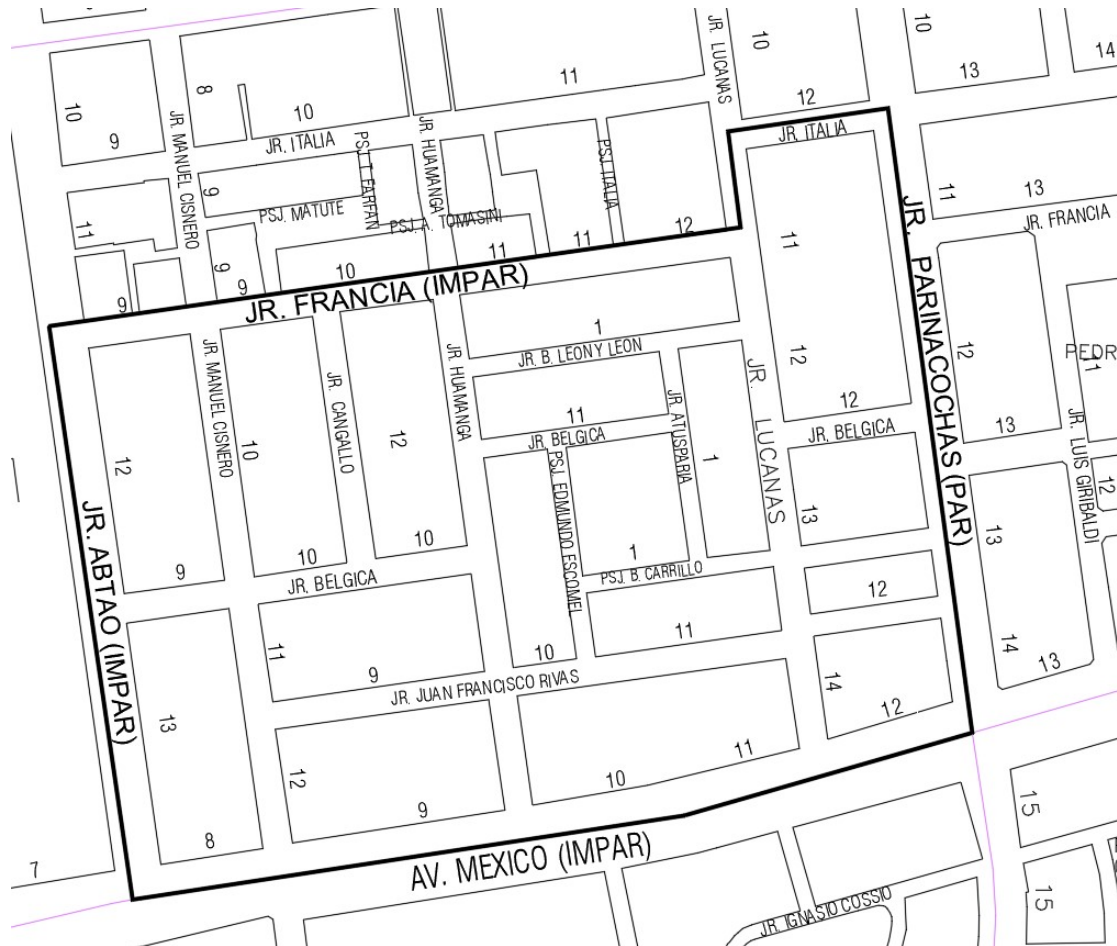 10
9
8
10
11
JR. LUCANAS
10
12
10
13
14
JR. MANUEL CISNERO
JR. ITALIA
PSJ. T. FARFAN
JR. HUAMANGA
PSJ. ITALIA
JR. ITALIA
11
9
PSJ. MATUTE
PSJ. A. TOMASINI
12
11
13
JR. FRANCIA
9
9
9
10
11
11
11
JR. FRANCIA (IMPAR)
JR. PARINACOCHAS (PAR)
1
JR. B. LEON Y LEON
12
12
PEDR
11
JR. MANUEL CISNERO
JR. CANGALLO
JR. HUAMANGA
11
JR. ATUSPARIA
JR. LUCANAS
12
JR. BELGICA
12
10
12
JR. BELGICA
1
13
JR. LUIS GIRIBALDI
12
PSJ. EDMUNDO ESCOMEL
13
13
JR. ABTAO (IMPAR)
9
10
10
1
JR. BELGICA
PSJ. B. CARRILLO
12
11
9
10
11
14
14
13
JR. JUAN FRANCISCO RIVAS
13
12
12
9
10
11
8
7
AV. MEXICO (IMPAR)
15
15
JR. IGNASIO COSSIO